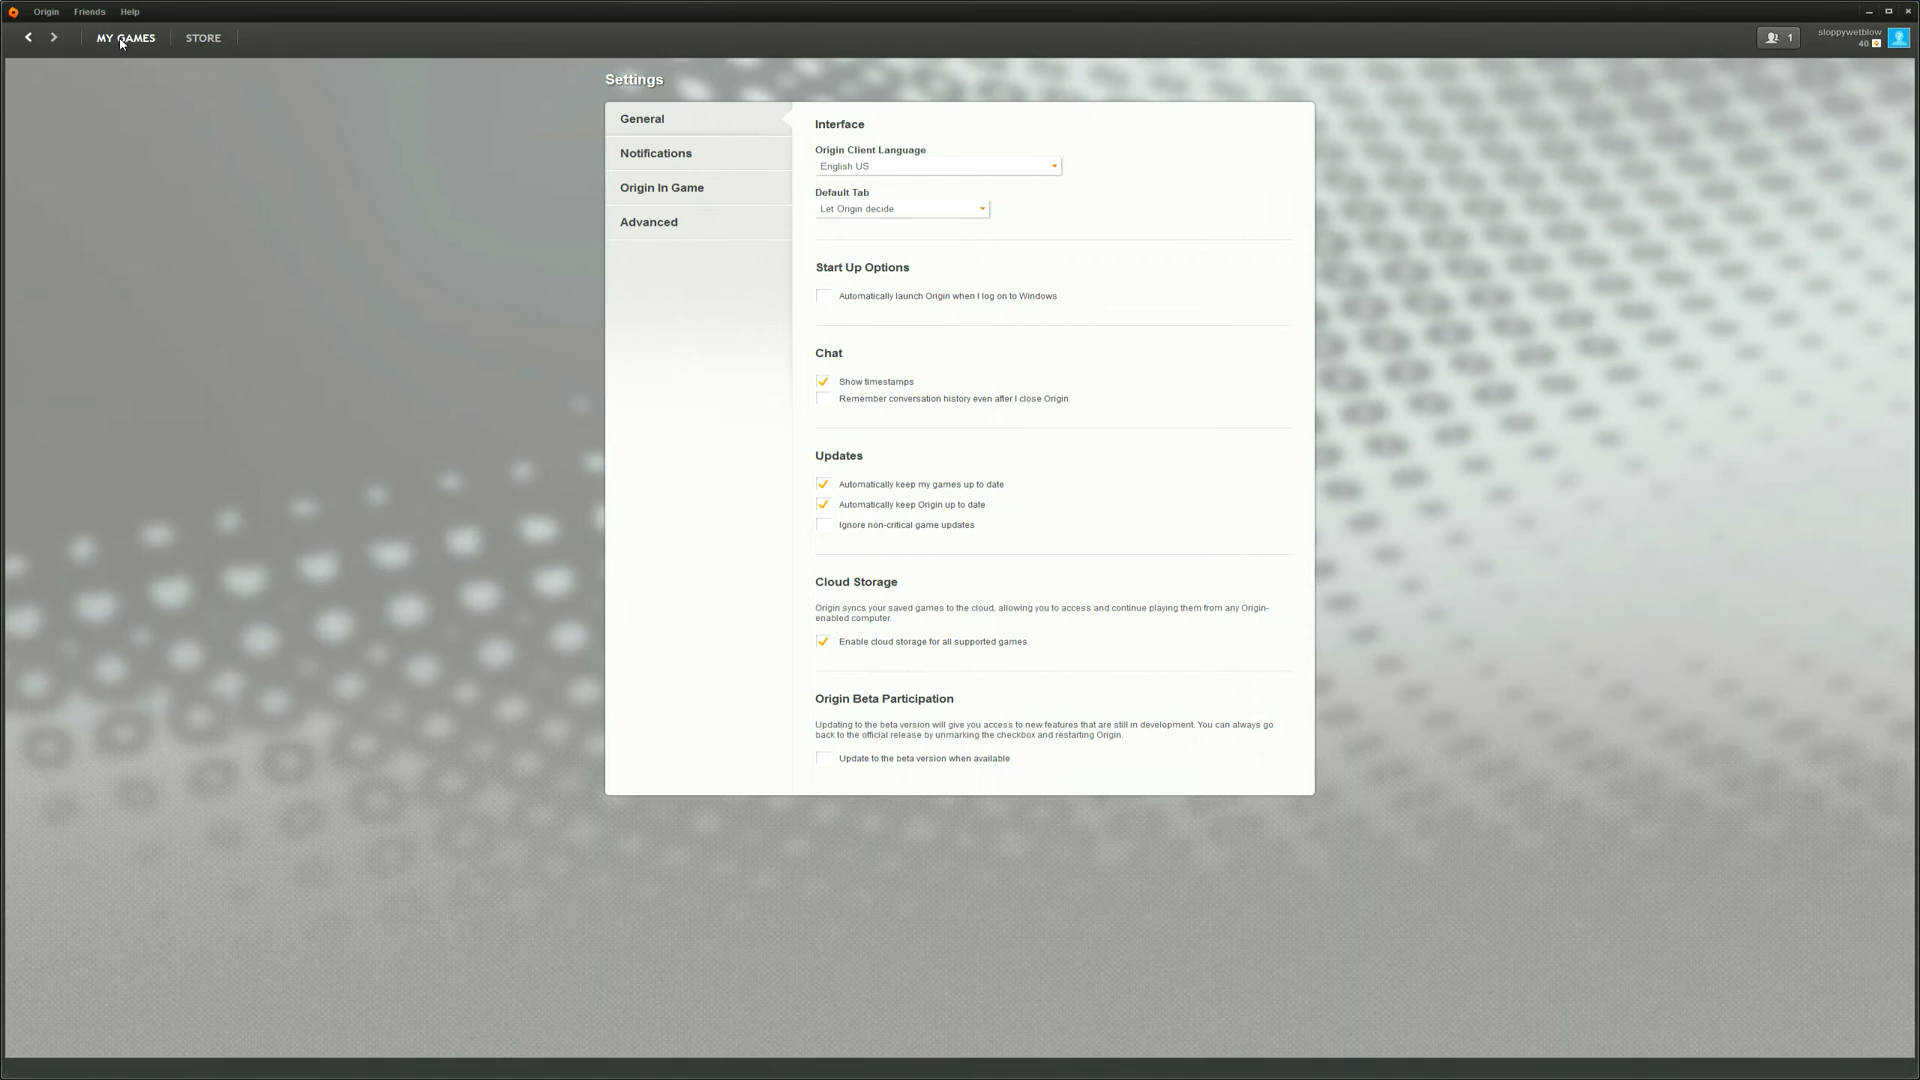 Origin Friends Help
MY GAMES STORE
1
sloppywetblow
40
Settings
General
Notifications
Origin In Game
Advanced
Interface
Origin Client Language
English US
Default Tab
Let Origin decide
Start Up Options
Automatically launch Origin when I log on to Windows
Chat
Show timestamps
Remember conversation history even after I close Origin
Updates
Automatically keep my games up to date
Automatically keep Origin up to date
Ignore non-critical game updates
Cloud Storage
Origin syncs your saved games to the cloud, allowing you to access and continue playing them from any Origin-
enabled computer.
Enable cloud storage for all supported games
Origin Beta Participation
Updating to the beta version will give you access to new features that are still in development. You can always go
back to the official release by unmarking the checkbox and restarting Origin.
Update to the beta version when available